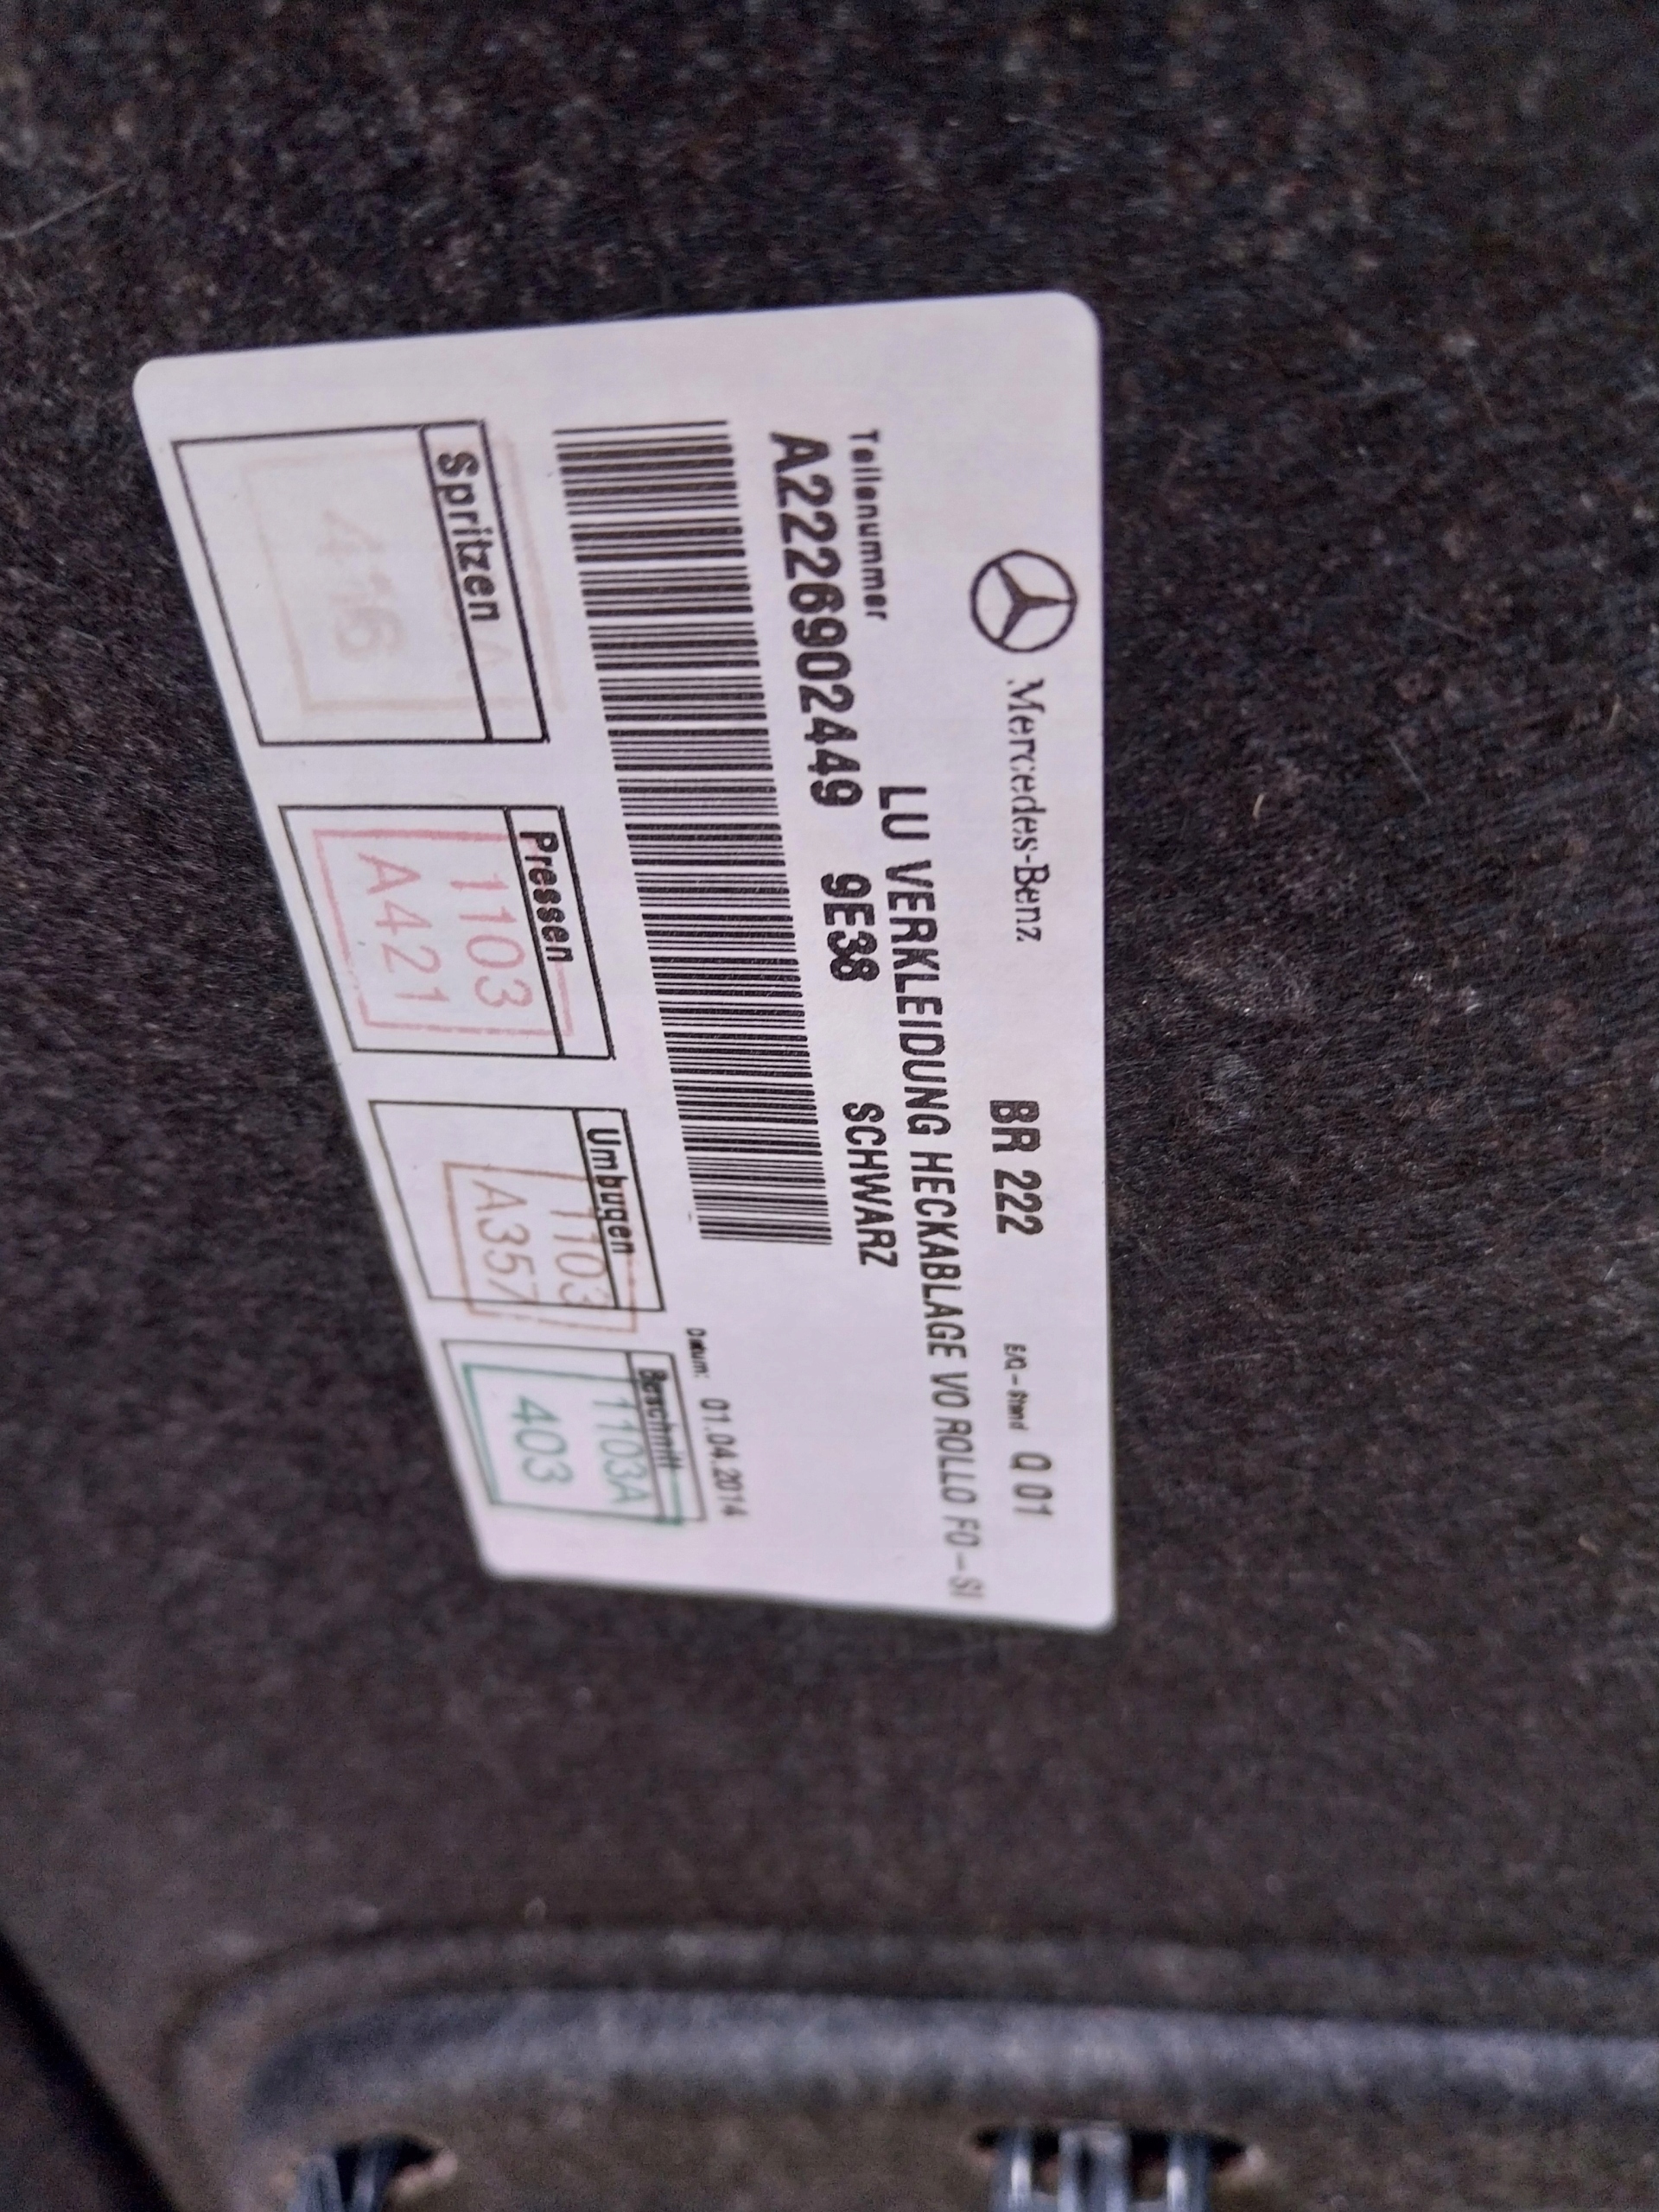 Mercedes-Benz BR 222 E/Q-Stand Q 01
LU VERKLEIDUNG HECKABLAGE VO ROLLO FO-SI
Teilenummer
A2226902449 9E38 SCHWARZ
Datum: 01.04.2014
Spritzen
416
Pressen
1103
A421
Umbugen
1103
A357
Beschnitt
1103A
403